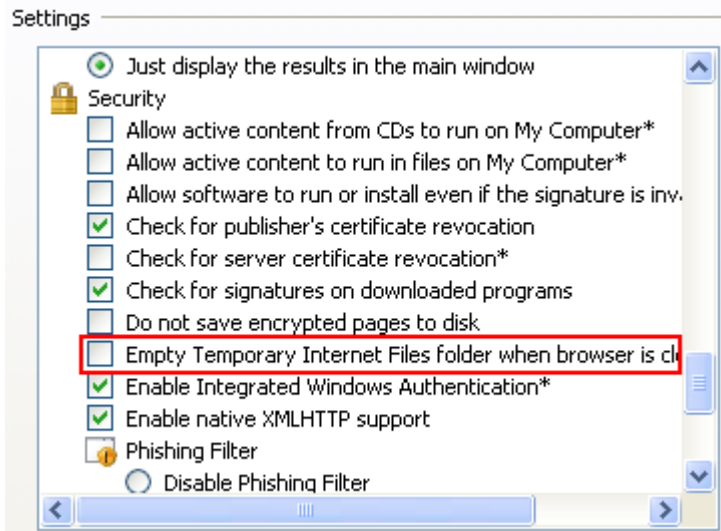 Settings
Just display the results in the main window
Security
Allow active content from CDs to run on My Computer*
Allow active content to run in files on My Computer*
Allow software to run or install even if the signature is inv
Check for publisher's certificate revocation
Check for server certificate revocation*
Check for signatures on downloaded programs
Do not save encrypted pages to disk
Empty Temporary Internet Files folder when browser is cl
Enable Integrated Windows Authentication*
Enable native XMLHTTP support
Phishing Filter
Disable Phishing Filter